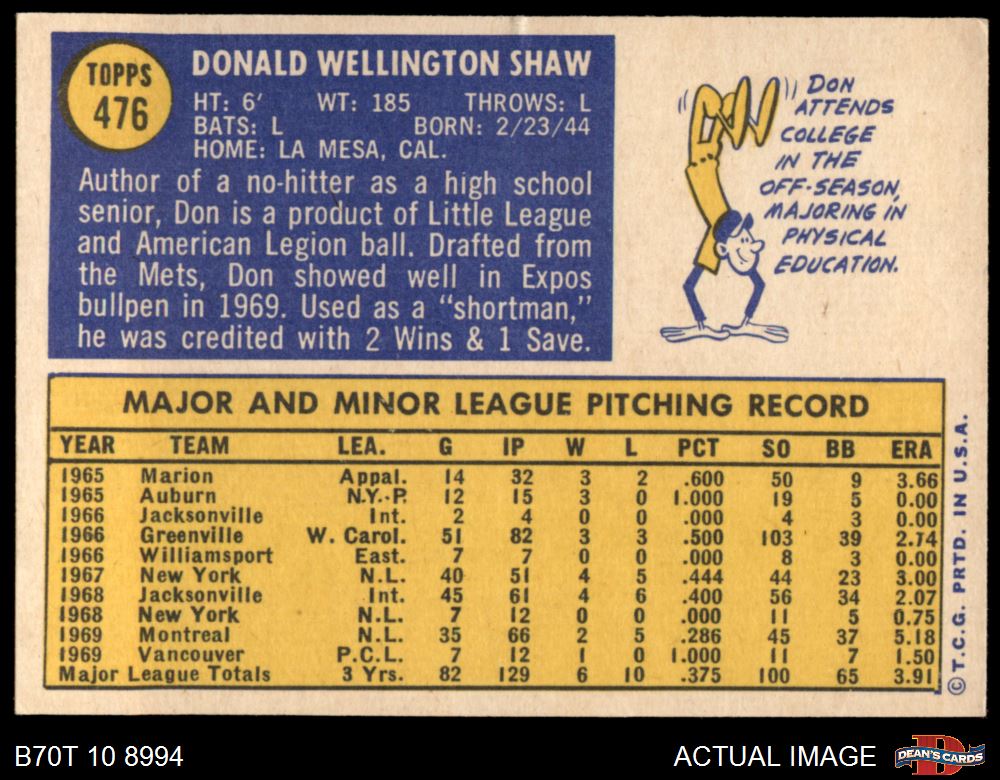 TOPPS
476
DONALD WELLINGTON SHAW
HT: 6' WT: 185 THROWS: L
BATS: L BORN: 2/23/44
HOME: LA MESA, CAL.
Author of a no-hitter as a high school
senior, Don is a product of Little League
and American Legion ball. Drafted from
the Mets, Don showed well in Expos
bullpen in 1969. Used as a "shortman,"
he was credited with 2 Wins & 1 Save.
DON
ATTENDS
COLLEGE
IN THE
OFF-SEASON,
MAJORING IN
PHYSICAL
EDUCATION.
MAJOR AND MINOR LEAGUE PITCHING RECORD
YEAR TEAM LEA. G IP W L PCT SO BB ERA
1965 Marion Appal. 14 32 3 2 .600 50 9 3.66
1965 Auburn N.Y.-P. 12 15 3 0 1.000 19 5 0.00
1966 Jacksonville Int. 2 4 0 0 .000 4 3 0.00
1966 Greenville W. Carol. 51 82 3 3 .500 103 39 2.74
1966 Williamsport East. 7 7 0 0 .000 8 3 0.00
1967 New York N.L. 40 51 4 5 .444 44 23 3.00
1968 Jacksonville Int. 45 61 4 6 .400 56 34 2.07
1968 New York N.L. 7 12 0 0 .000 11 5 0.75
1969 Montreal N.L. 35 66 2 5 .286 45 37 5.18
1969 Vancouver P.C.L. 7 12 1 0 1.000 11 7 1.50
Major League Totals 3 Yrs. 82 129 6 10 .375 100 65 3.91
© T.C.G. PRTD. IN U.S.A.
B70T 10 8994
ACTUAL IMAGE
D
DEAN'S CARDS